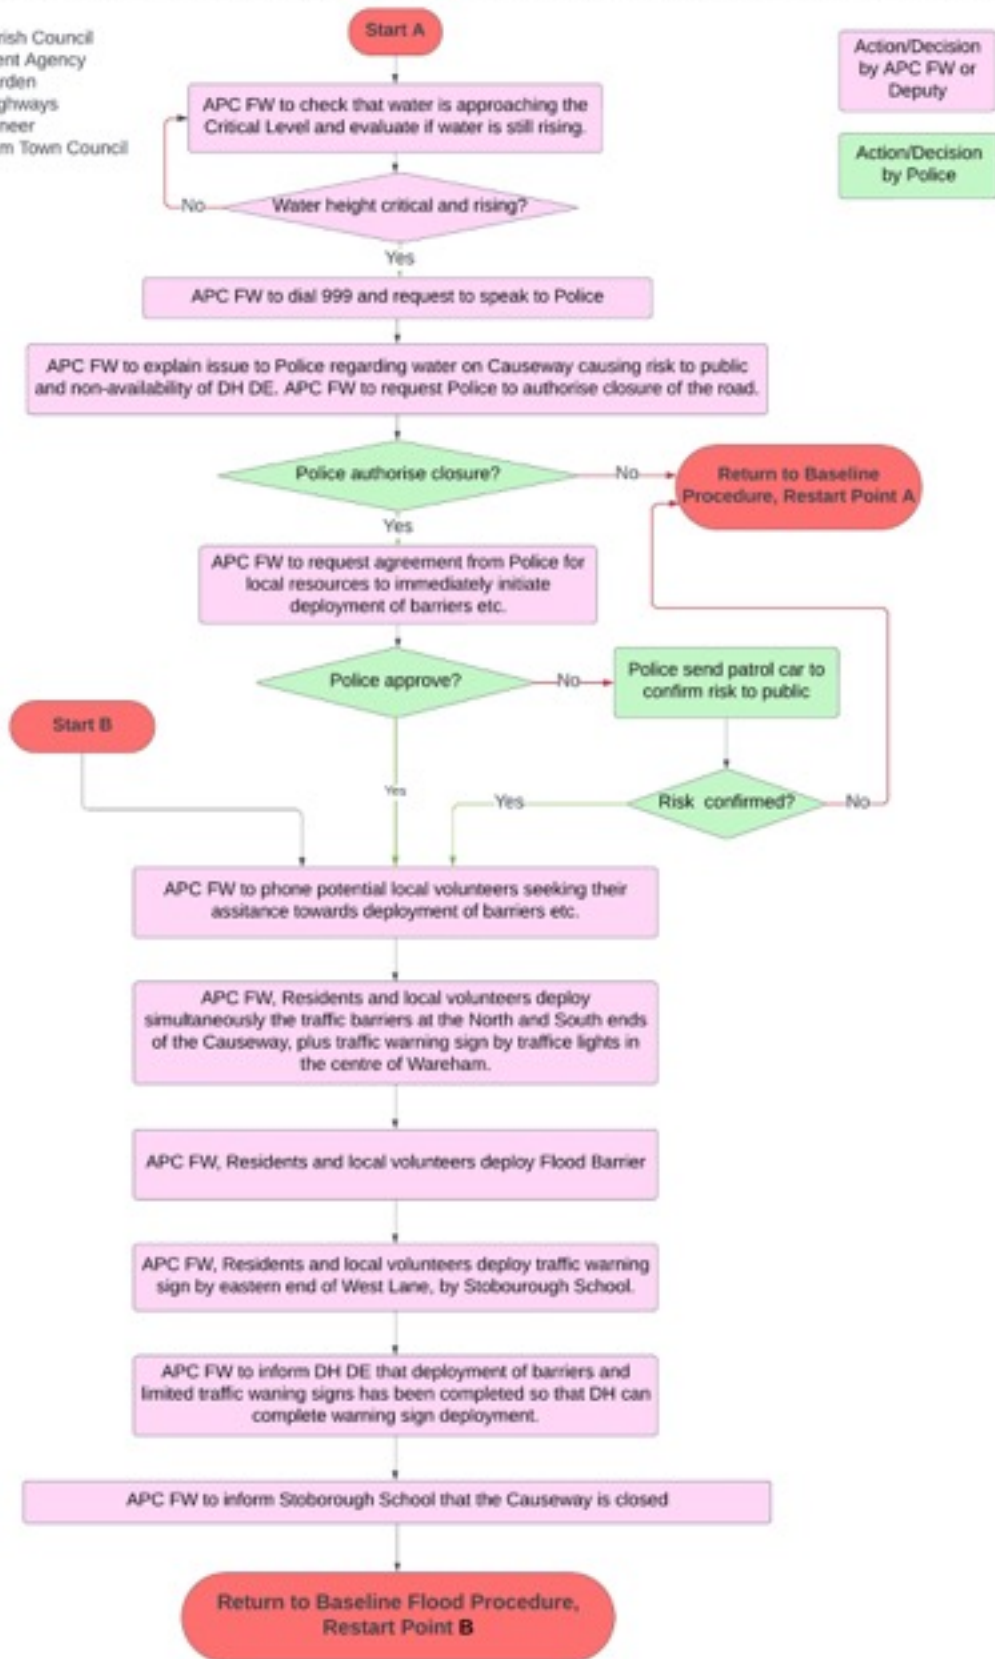 rish Council
ent Agency
rden
ghways
neer
m Town Council
Start A
Action/Decision
by APC FW or
Deputy
Action/Decision
by Police
APC FW to check that water is approaching the
Critical Level and evaluate if water is still rising.
Water height critical and rising?
No
Yes
APC FW to dial 999 and request to speak to Police
APC FW to explain issue to Police regarding water on Causeway causing risk to public
and non-availability of DH DE. APC FW to request Police to authorise closure of the road.
Police authorise closure?
No
Return to Baseline
Procedure, Restart Point A
Yes
APC FW to request agreement from Police for
local resources to immediately initiate
deployment of barriers etc.
Police approve?
No
Police send patrol car to
confirm risk to public
Start B
Yes
Yes
Risk confirmed?
No
APC FW to phone potential local volunteers seeking their
assitance towards deployment of barriers etc.
APC FW, Residents and local volunteers deploy
simultaneously the traffic barriers at the North and South ends
of the Causeway, plus traffic warning sign by traffice lights in
the centre of Wareham.
APC FW, Residents and local volunteers deploy Flood Barrier
APC FW, Residents and local volunteers deploy traffic warning
sign by eastern end of West Lane, by Stobourough School.
APC FW to inform DH DE that deployment of barriers and
limited traffic waning signs has been completed so that DH can
complete warning sign deployment.
APC FW to inform Stoborough School that the Causeway is closed
Return to Baseline Flood Procedure,
Restart Point B